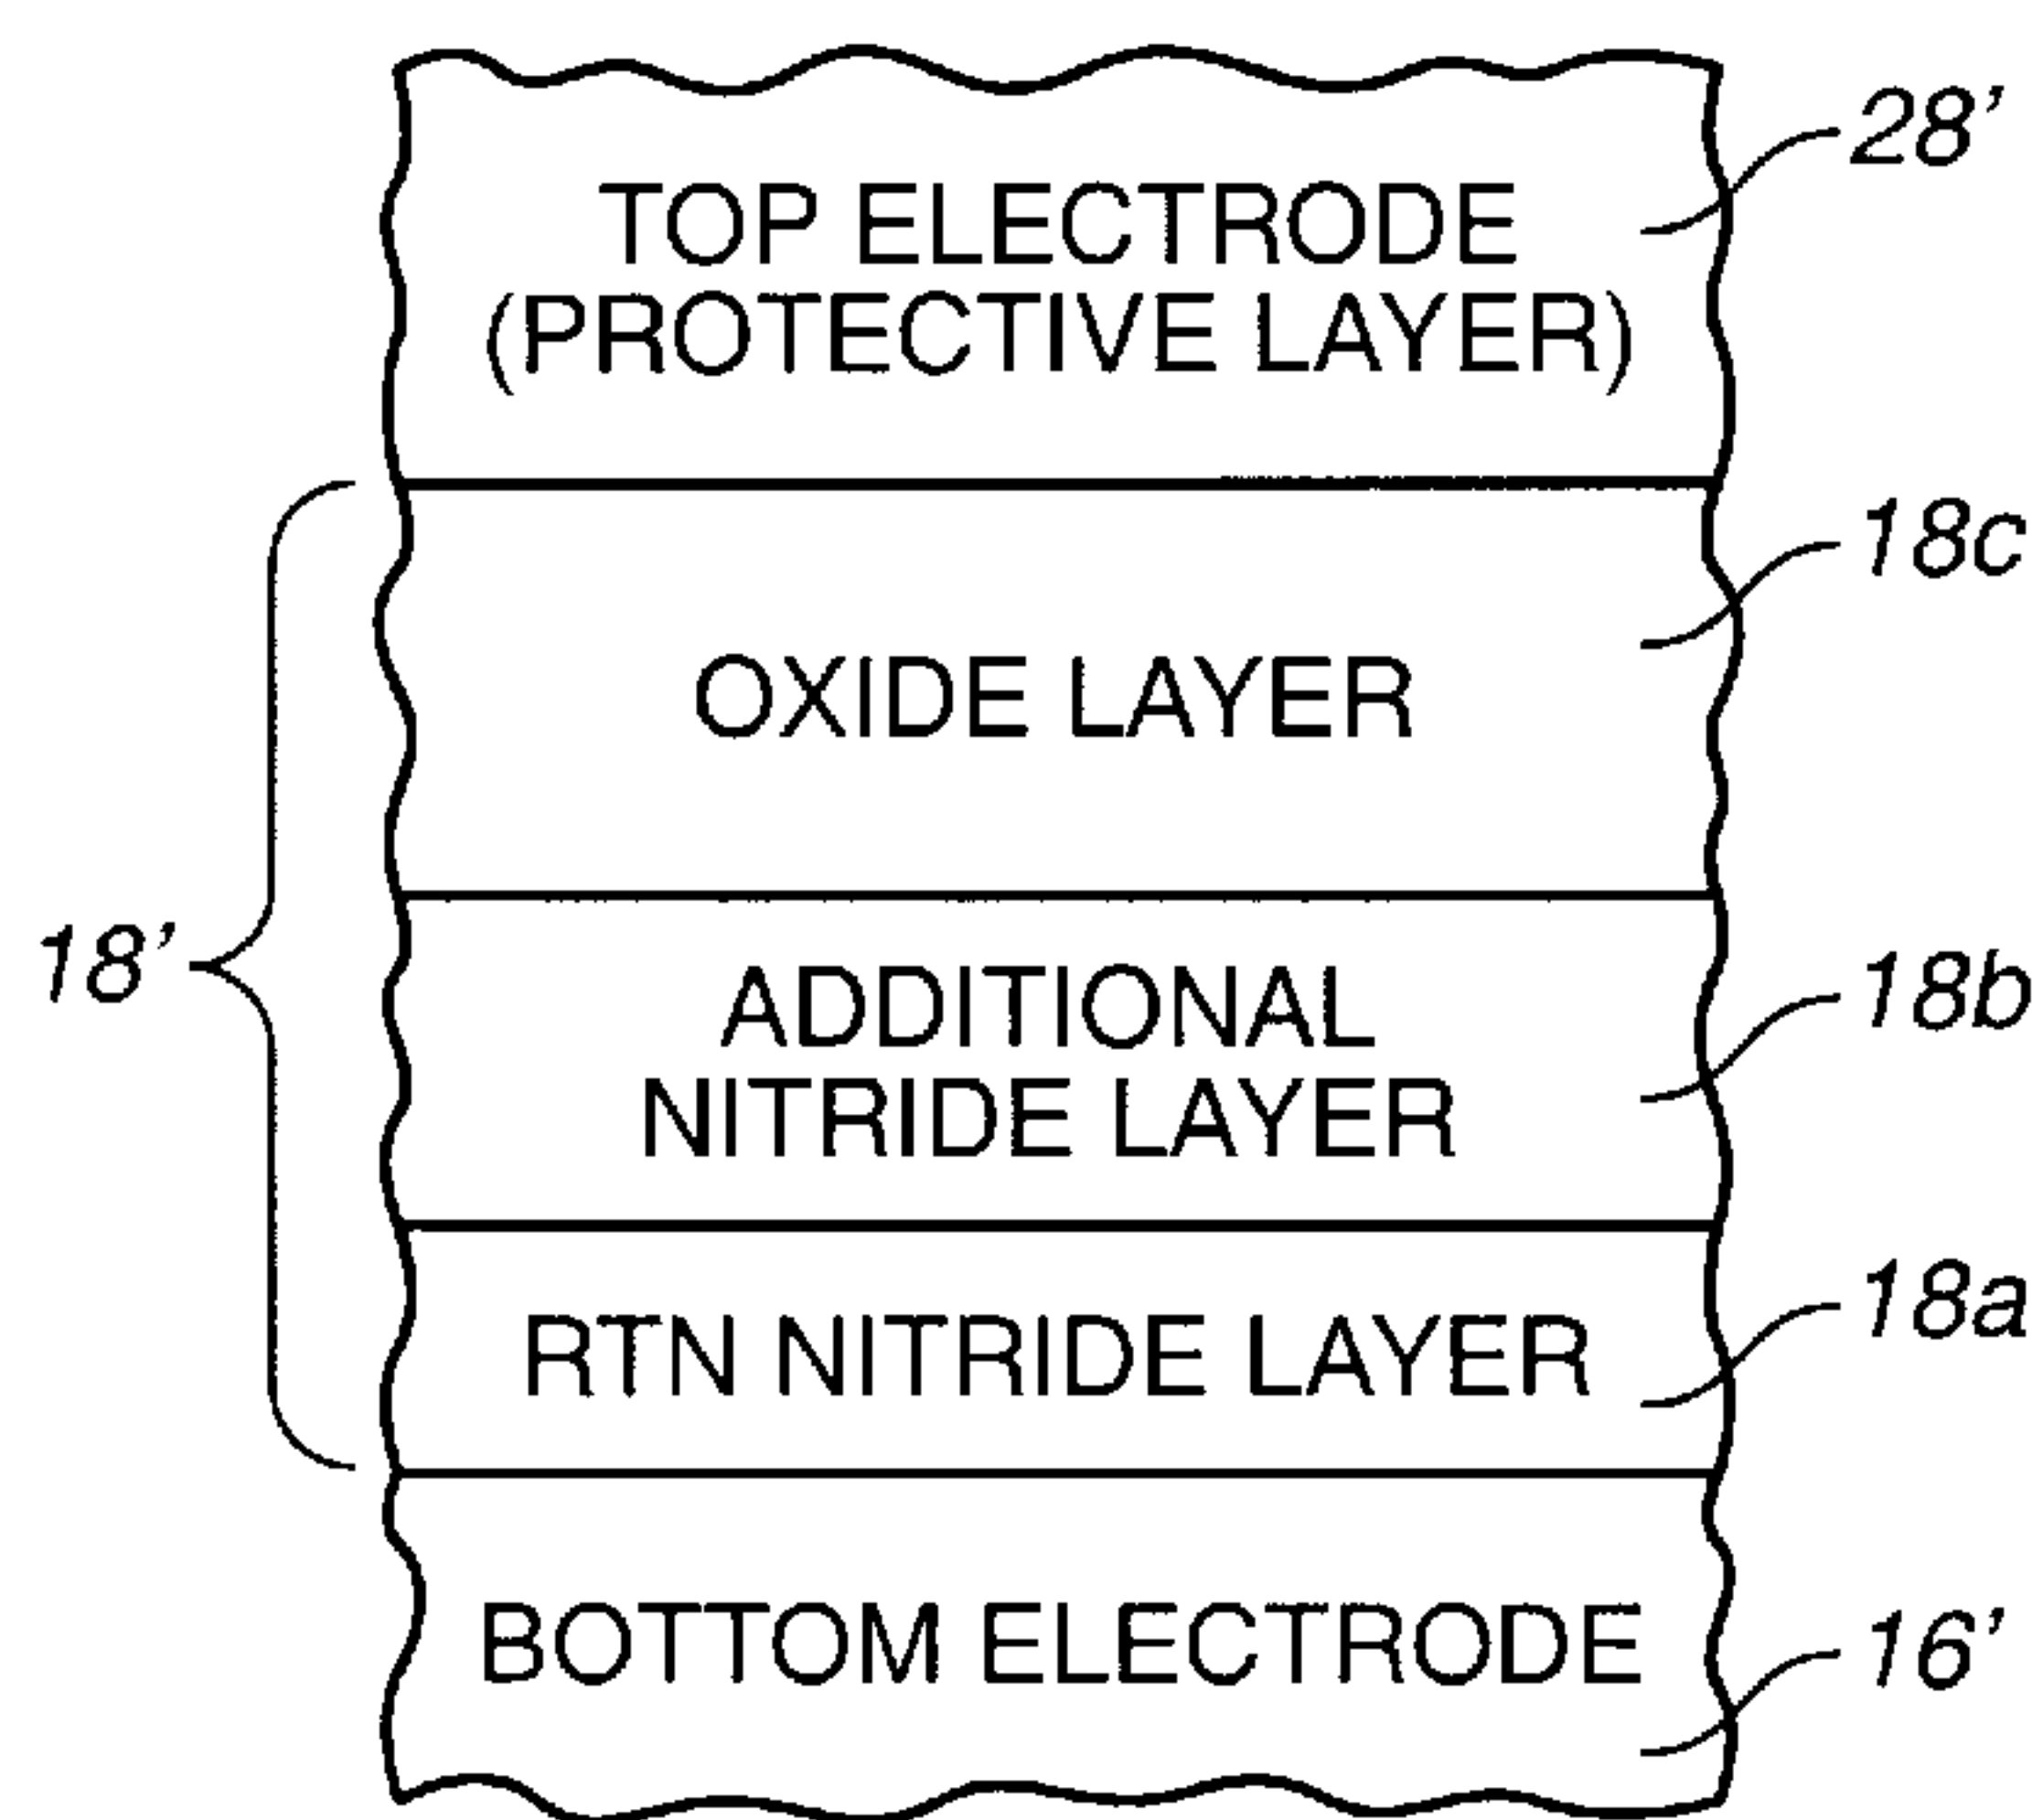 28’
TOP ELECTRODE
(PROTECTIVE LAYER)
18c
OXIDE LAYER
18’
18b
ADDITIONAL
NITRIDE LAYER
18a
RTN NITRIDE LAYER
BOTTOM ELECTRODE
16’